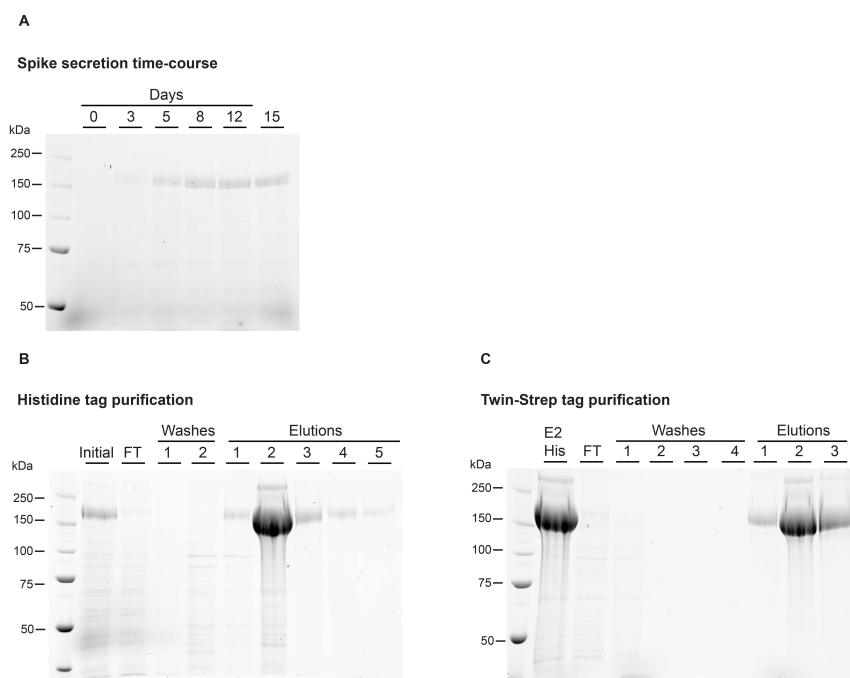 A
Spike secretion time-course
Days
0 3 5 8 12 15
kDa
250
150
100
75
50
B
Histidine tag purification
Washes Elutions
Initial FT 1 2 1 2 3 4 5
kDa
250
150
100
75
50
C
Twin-Strep tag purification
E2 Washes Elutions
His FT 1 2 3 4 1 2 3
kDa
250
150
100
75
50